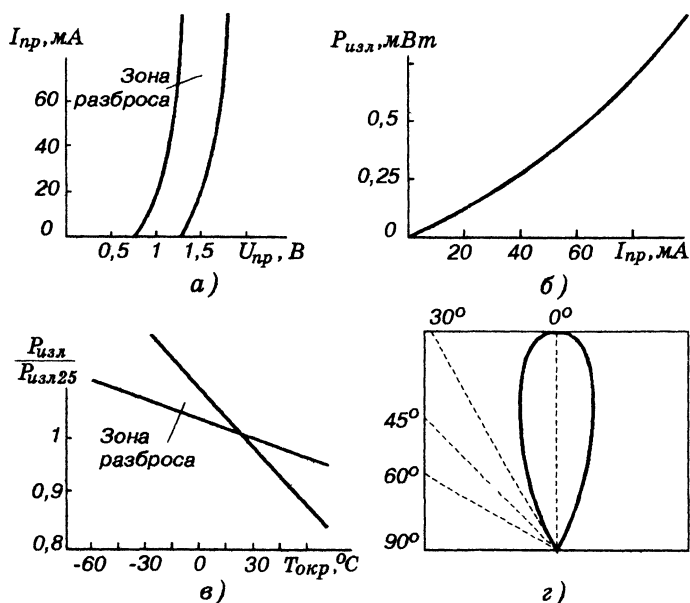 Iпр, мА
Зона
разброса
60
40
20
0
0,5 1 1,5 Uпр, В
а)
Pизл, мВт
0,5
0,25
0
20 40 60 Iпр, мА
б)
Pизл
Pизл25
Зона
разброса
1
0,9
0,8
-60 -30 0 30 Tокр, °C
в)
30° 0°
45°
60°
90°
г)